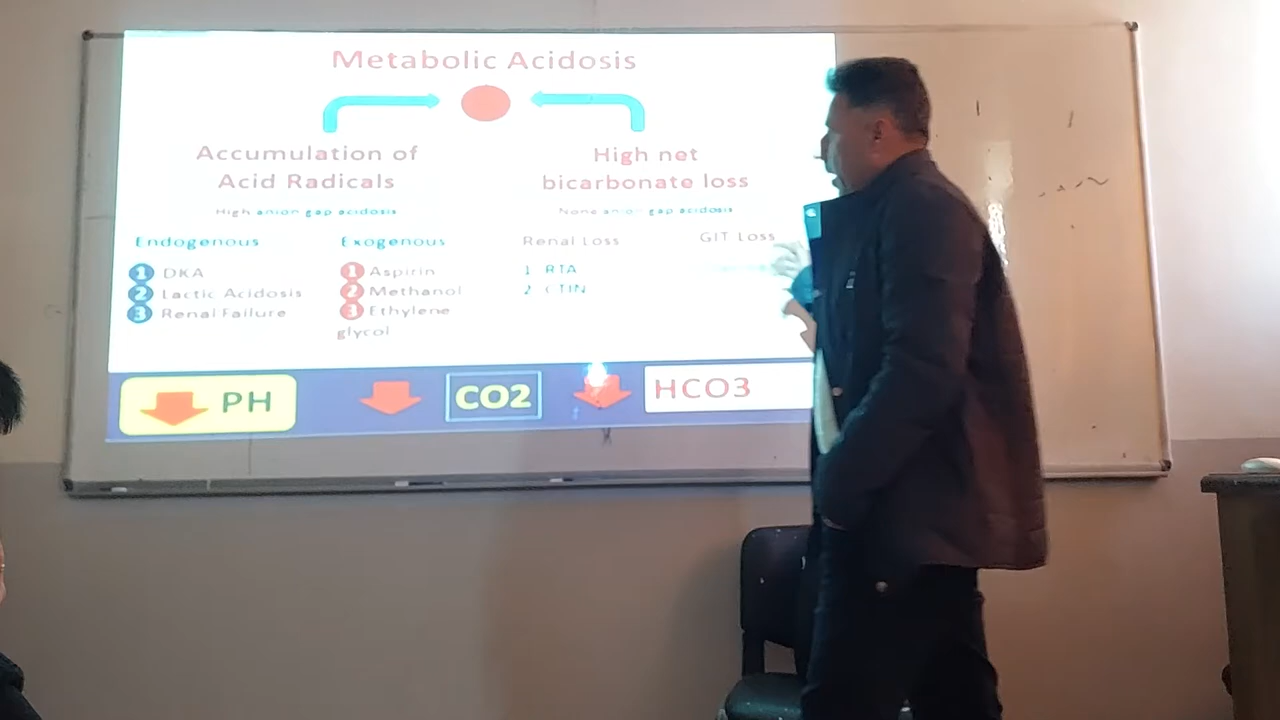 Metabolic Acidosis
Accumulation of
Acid Radicals
High anion gap acidosis
High net
bicarbonate loss
None anion gap acidosis
Endogenous
1 DKA
2 Lactic Acidosis
3 Renal Failure
Exogenous
1 Aspirin
2 Methanol
3 Ethylene
glycol
Renal Loss
1 RTA
2 CTIN
GIT Loss
PH
CO2
HCO3